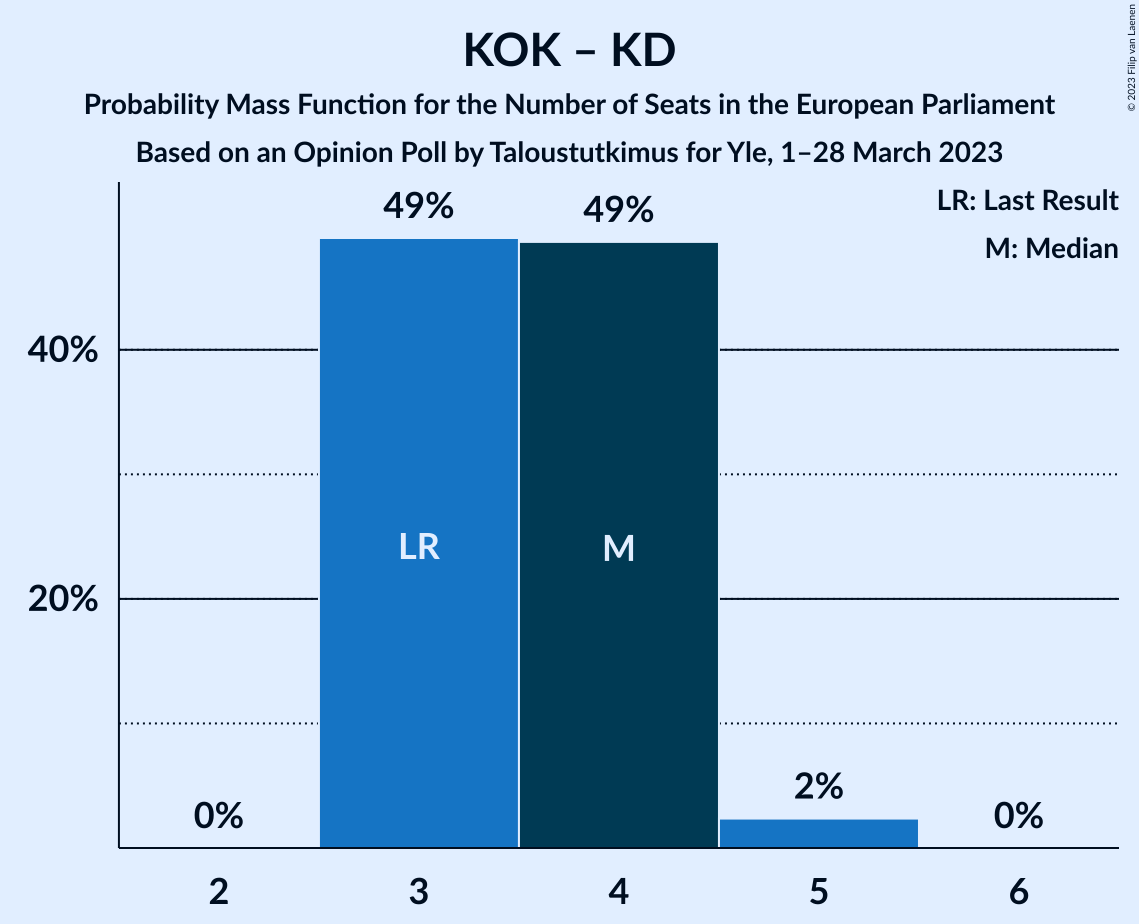 KOK – KD
Probability Mass Function for the Number of Seats in the European Parliament
Based on an Opinion Poll by Taloustutkimus for Yle, 1–28 March 2023
© 2023 Filip van Laenen
LR: Last Result
M: Median
49%
49%
40%
LR
M
20%
0%
2%
0%
2
3
4
5
6